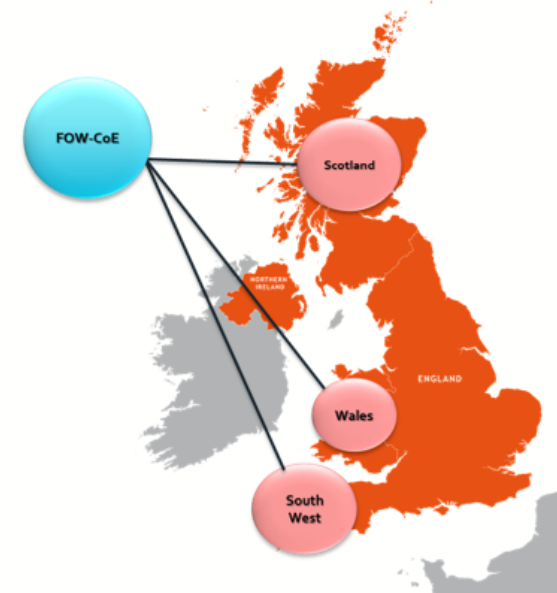 FOW-CoE
Scotland
NORTHERN
IRELAND
ENGLAND
Wales
South
West